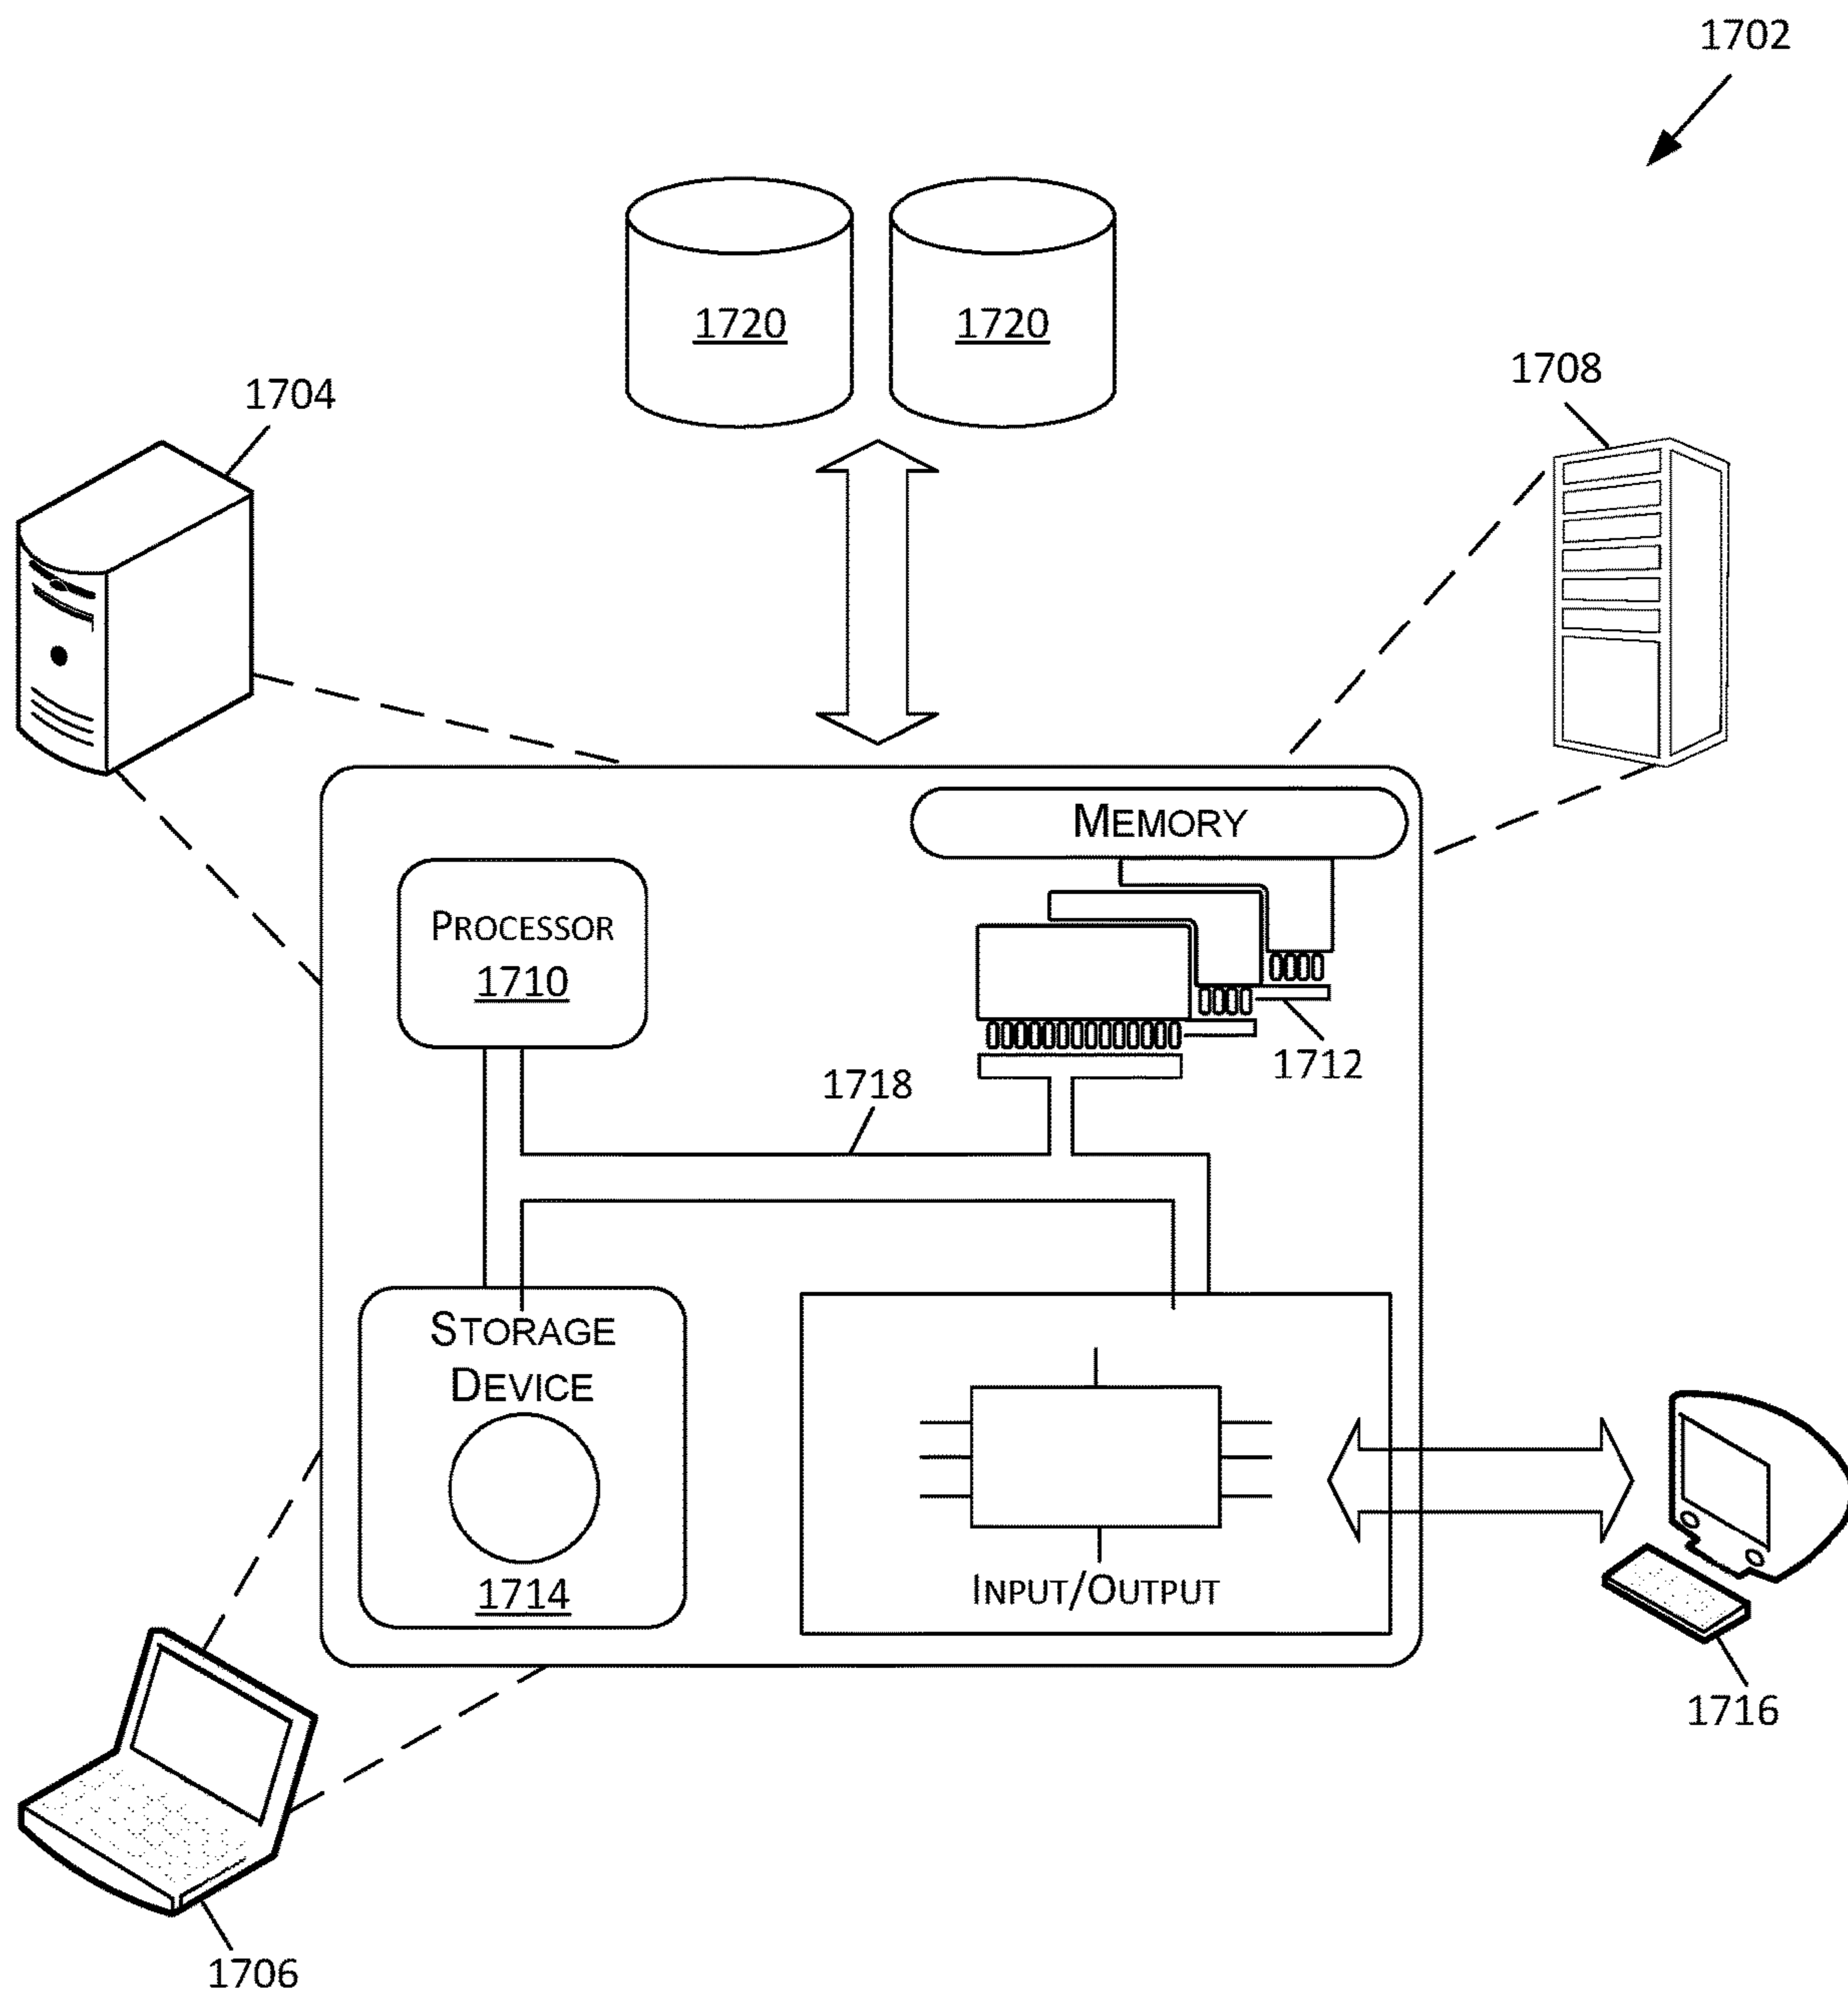 1702
1720
1720
1704
1708
MEMORY
PROCESSOR
1710
1712
1718
STORAGE
DEVICE
1714
INPUT/OUTPUT
1716
1706